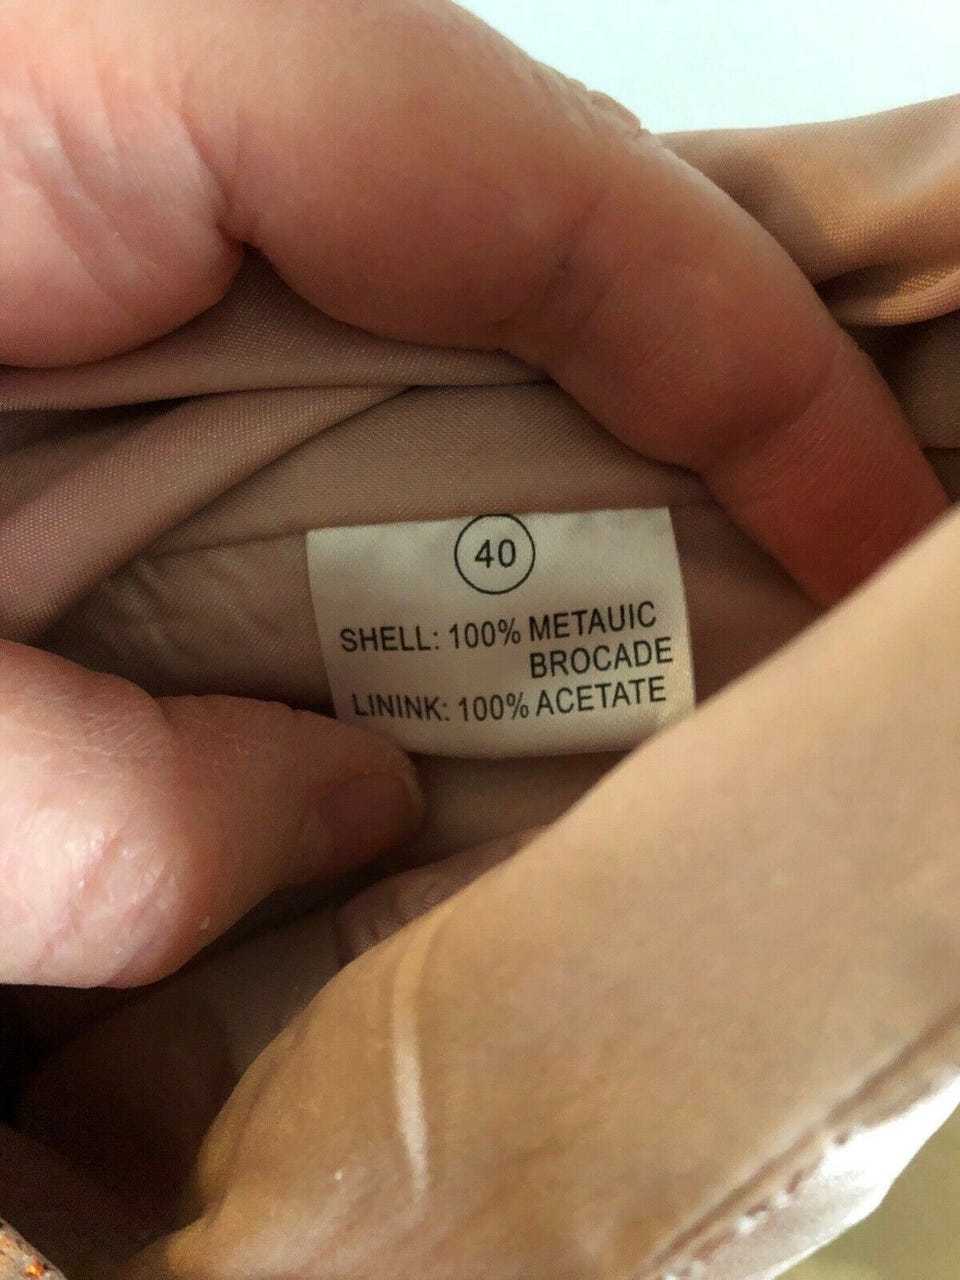 40
SHELL: 100% METAUIC
BROCADE
LININK: 100% ACETATE